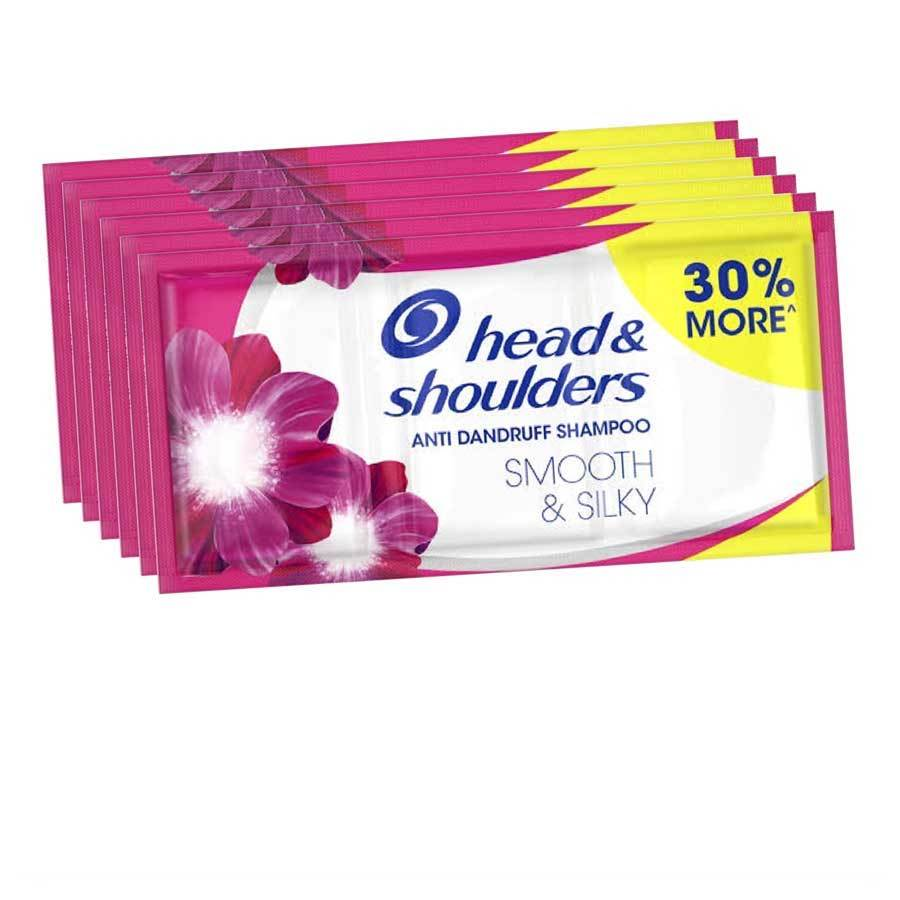 30%
MORE^
head &
shoulders
ANTI DANDRUFF SHAMPOO
SMOOTH
& SILKY